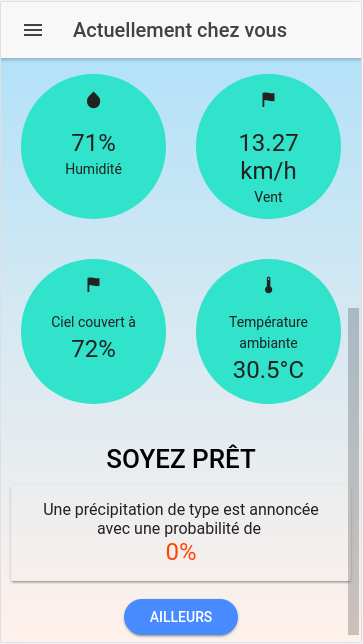 Actuellement chez vous
71%
Humidité
13.27
km/h
Vent
Ciel couvert à
72%
Température
ambiante
30.5°C
SOYEZ PRÊT
Une précipitation de type est annoncée
avec une probabilité de
0%
AILLEURS